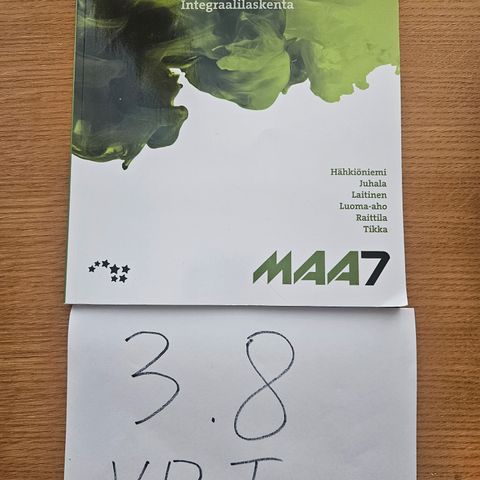 Integraalilaskenta
Hähkiöniemi
Juhala
Laitinen
Luoma-aho
Raittila
Tikka
MAA7
3.8